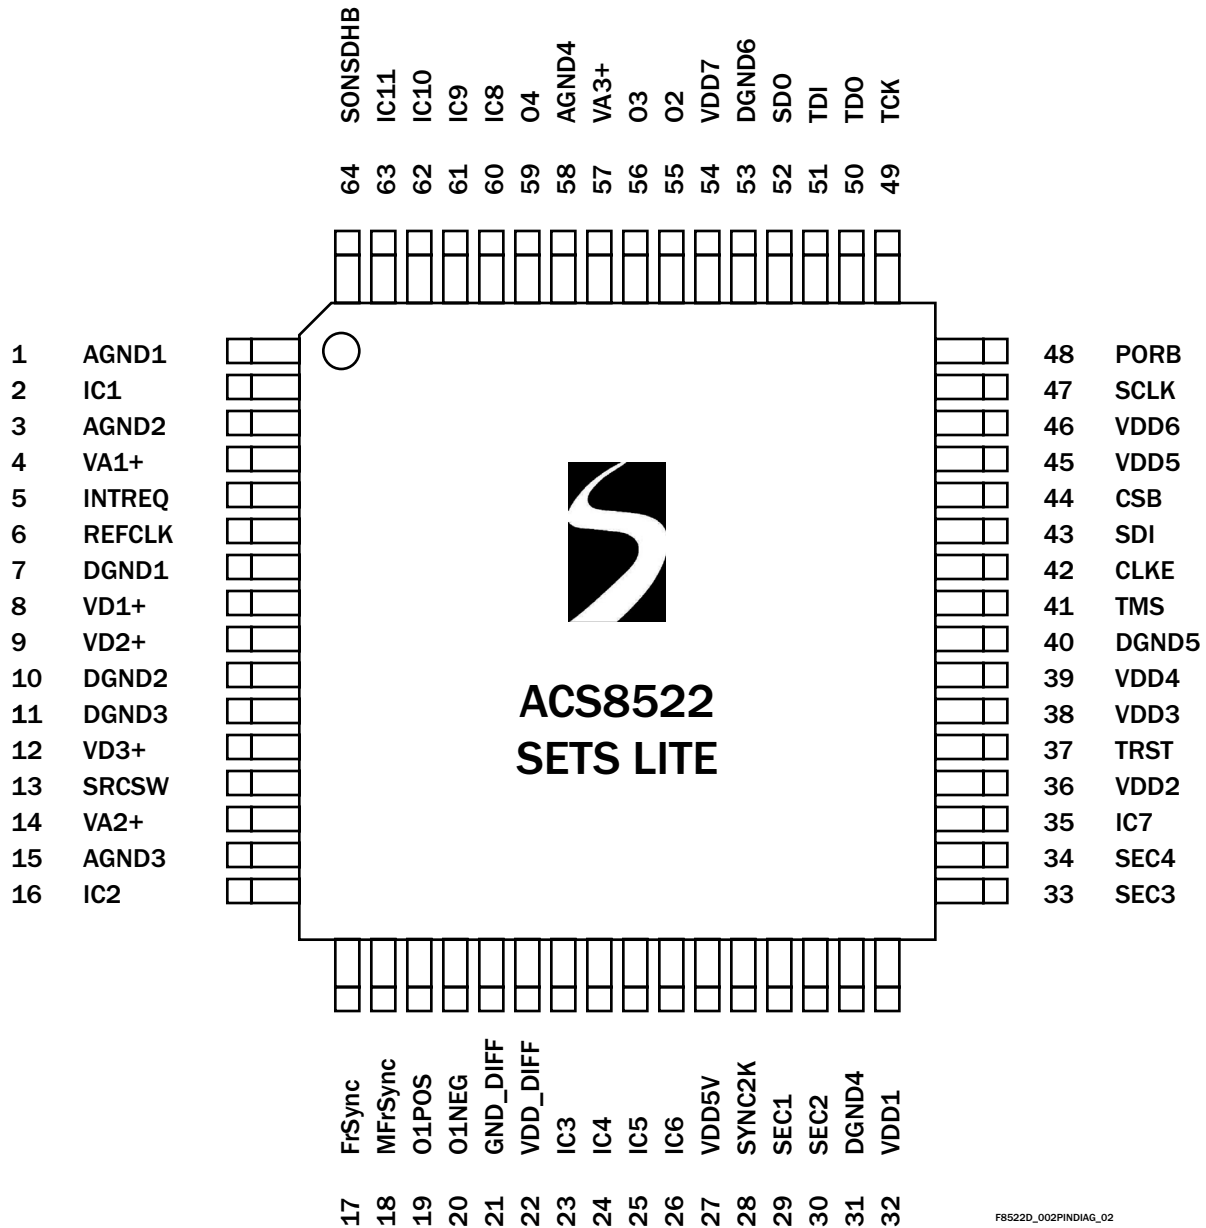 SONSDHB
IC11
IC10
IC9
IC8
O4
AGND4
VA3+
O3
O2
VDD7
DGND6
SDO
TDI
TDO
TCK
64
63
62
61
60
59
58
57
56
55
54
53
52
51
50
49
1 AGND1
2 IC1
3 AGND2
4 VA1+
5 INTREQ
6 REFCLK
7 DGND1
8 VD1+
9 VD2+
10 DGND2
11 DGND3
12 VD3+
13 SRCSW
14 VA2+
15 AGND3
16 IC2
ACS8522
SETS LITE
48 PORB
47 SCLK
46 VDD6
45 VDD5
44 CSB
43 SDI
42 CLKE
41 TMS
40 DGND5
39 VDD4
38 VDD3
37 TRST
36 VDD2
35 IC7
34 SEC4
33 SEC3
FrSync
MFrSync
O1POS
O1NEG
GND_DIFF
VDD_DIFF
IC3
IC4
IC5
IC6
VDD5V
SYNC2K
SEC1
SEC2
DGND4
VDD1
17
18
19
20
21
22
23
24
25
26
27
28
29
30
31
32
F8522D_002PINDIAG_02